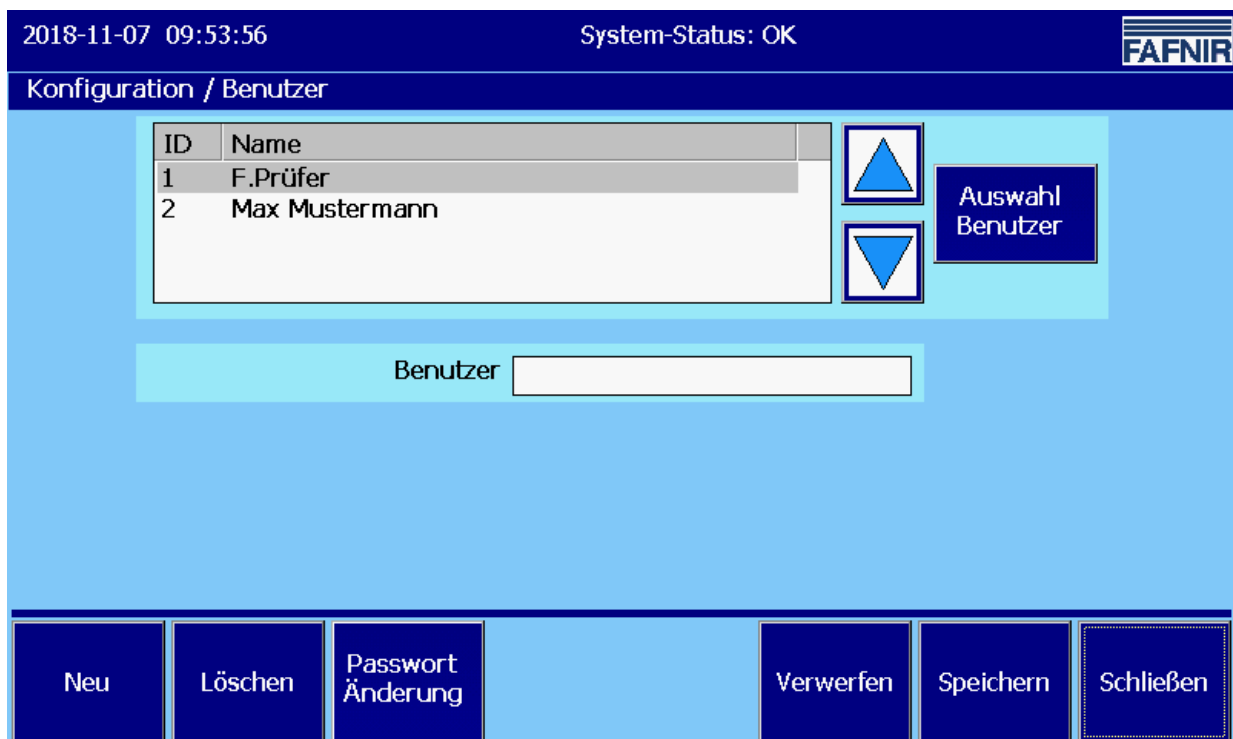 2018-11-07 09:53:56 System-Status: OK FAFNIR
Konfiguration / Benutzer
ID Name
1 F.Prüfer
2 Max Mustermann
Auswahl
Benutzer
Benutzer
Neu
Löschen
Passwort
Änderung
Verwerfen
Speichern
Schließen